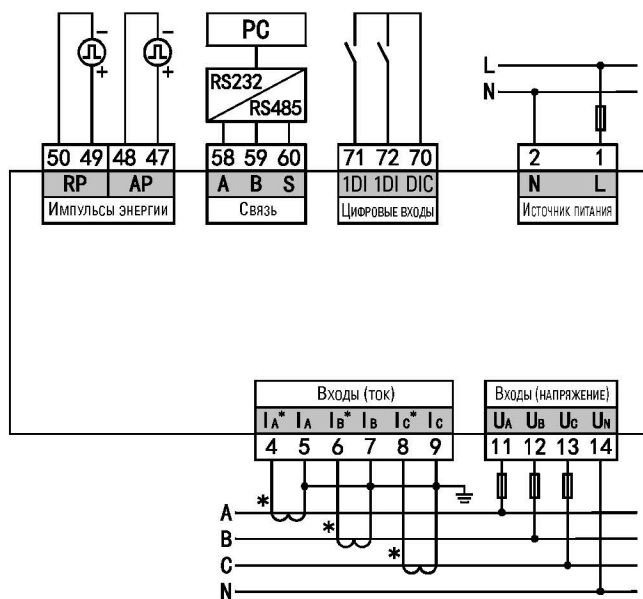 PC
RS232
RS485
L
N
50 49 48 47
58 59 60
71 72 70
2 1
RP AP
A B S
1DI 1DI DIC
N L
Импульсы энергии
Связь
Цифровые входы
Источник питания
Входы (ток)
Входы (напряжение)
IA* IA IB* IB IC* IC
UA UB UC UN
4 5 6 7 8 9
11 12 13 14
*
A
*
B
*
C
N